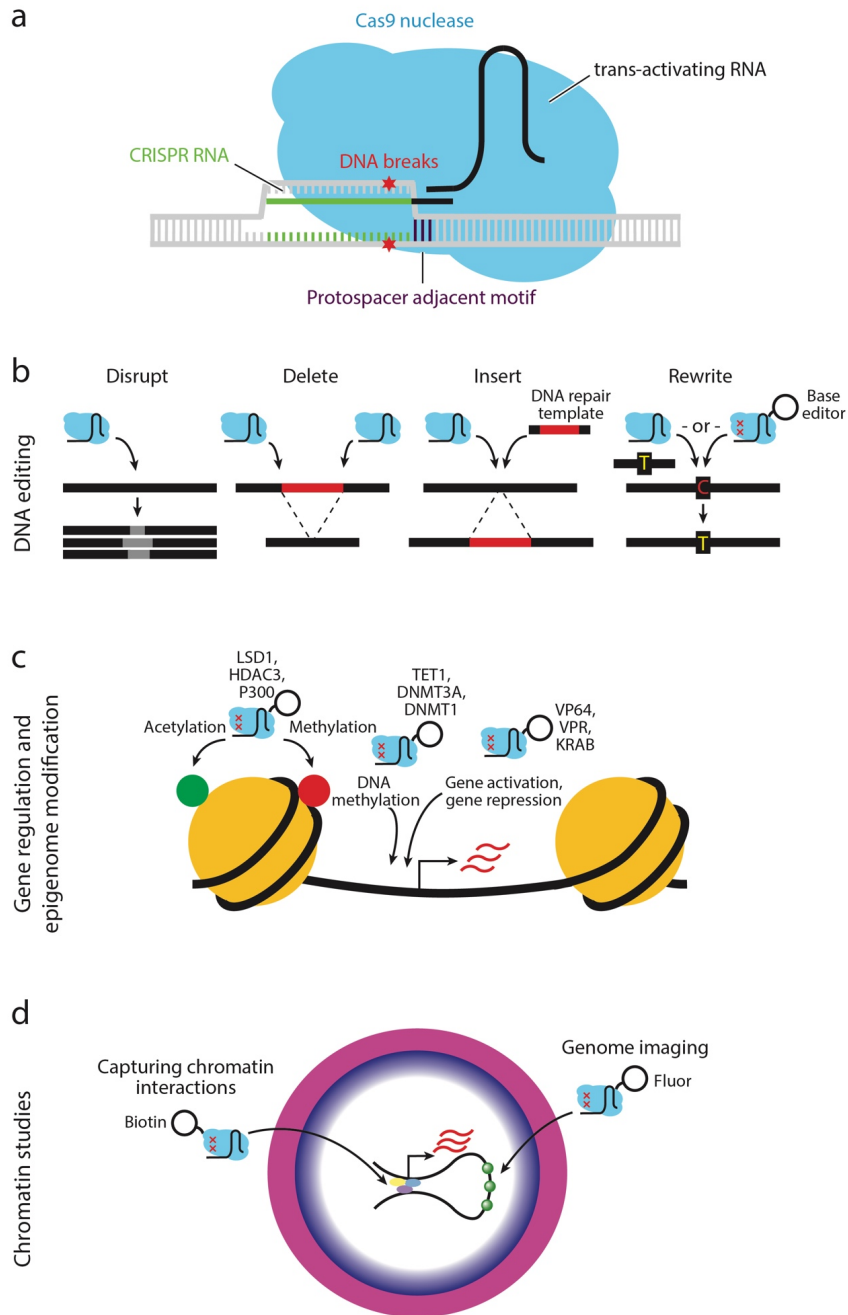 a
Cas9 nuclease
trans-activating RNA
CRISPR RNA
DNA breaks
Protospacer adjacent motif
b
DNA editing
Disrupt
Delete
Insert
Rewrite
DNA repair
template
- or -
Base
editor
××
T
C
T
c
Gene regulation and
epigenome modification
LSD1,
HDAC3,
P300
××
Acetylation
Methylation
TET1,
DNMT3A,
DNMT1
××
DNA
methylation
VP64,
VPR,
KRAB
××
Gene activation,
gene repression
d
Chromatin studies
Capturing chromatin
interactions
Biotin
××
Genome imaging
Fluor
××